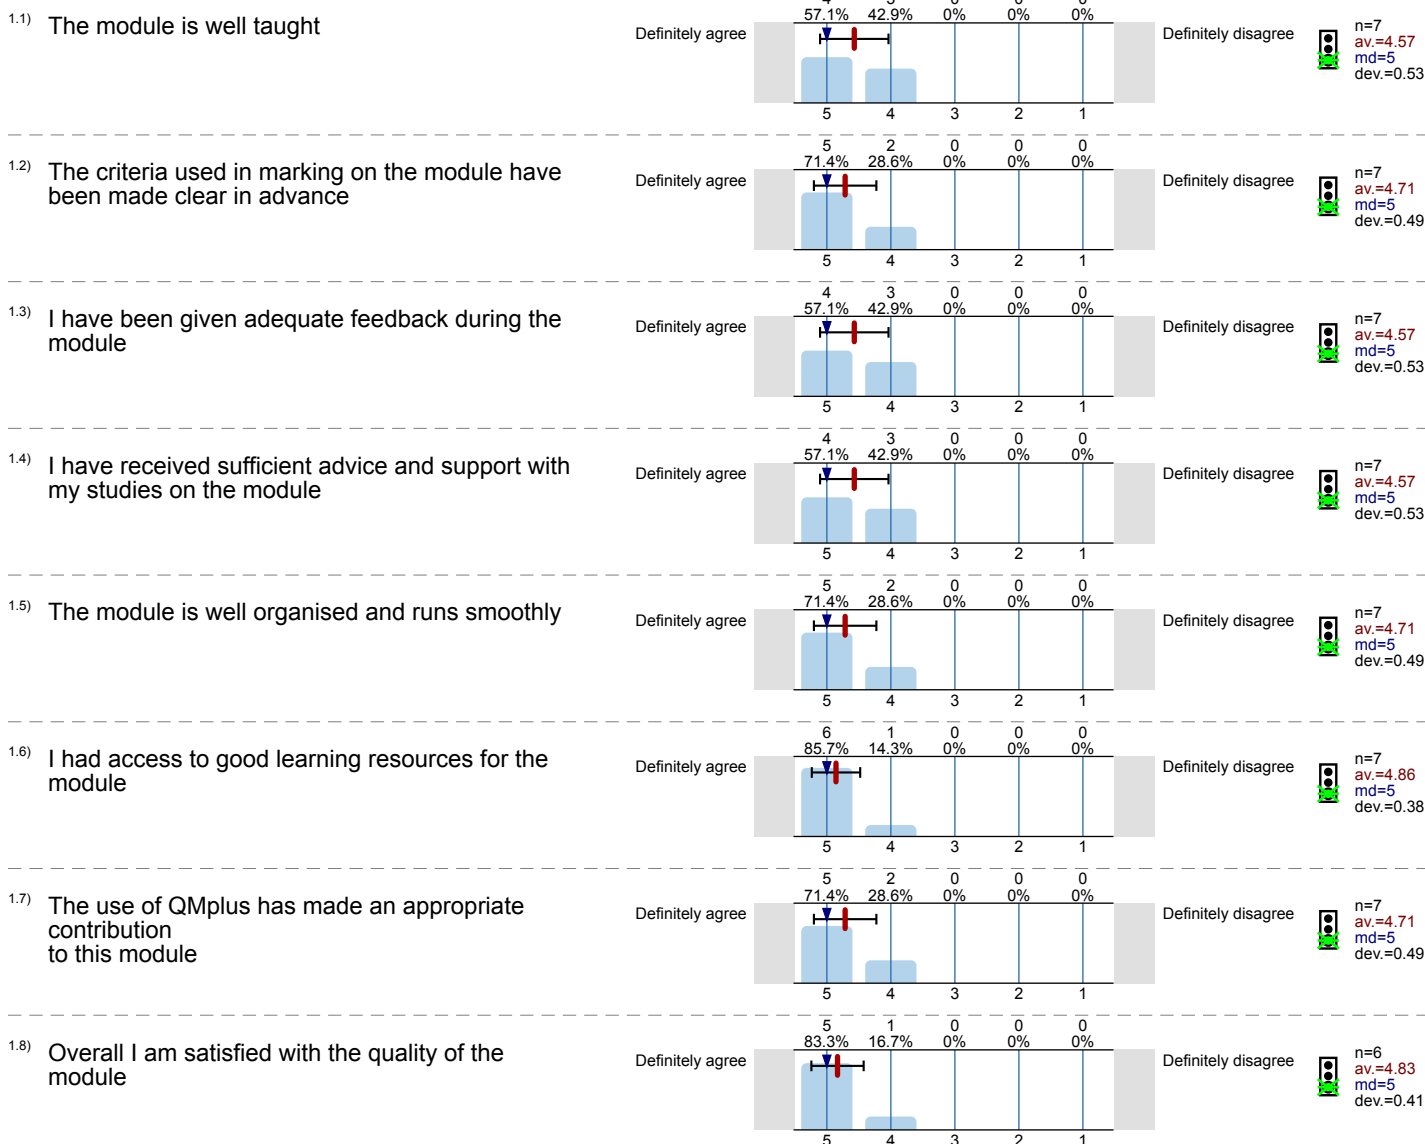 4 3 0 0 0
1.1) The module is well taught
57.1% 42.9% 0% 0% 0%
Definitely agree
Definitely disagree
n=7
av.=4.57
md=5
dev.=0.53
5 4 3 2 1
5 2 0 0 0
1.2) The criteria used in marking on the module have
been made clear in advance
71.4% 28.6% 0% 0% 0%
Definitely agree
Definitely disagree
n=7
av.=4.71
md=5
dev.=0.49
5 4 3 2 1
4 3 0 0 0
1.3) I have been given adequate feedback during the
module
57.1% 42.9% 0% 0% 0%
Definitely agree
Definitely disagree
n=7
av.=4.57
md=5
dev.=0.53
5 4 3 2 1
4 3 0 0 0
1.4) I have received sufficient advice and support with
my studies on the module
57.1% 42.9% 0% 0% 0%
Definitely agree
Definitely disagree
n=7
av.=4.57
md=5
dev.=0.53
5 4 3 2 1
5 2 0 0 0
1.5) The module is well organised and runs smoothly
71.4% 28.6% 0% 0% 0%
Definitely agree
Definitely disagree
n=7
av.=4.71
md=5
dev.=0.49
5 4 3 2 1
6 1 0 0 0
1.6) I had access to good learning resources for the
module
85.7% 14.3% 0% 0% 0%
Definitely agree
Definitely disagree
n=7
av.=4.86
md=5
dev.=0.38
5 4 3 2 1
5 2 0 0 0
1.7) The use of QMplus has made an appropriate
contribution
to this module
71.4% 28.6% 0% 0% 0%
Definitely agree
Definitely disagree
n=7
av.=4.71
md=5
dev.=0.49
5 4 3 2 1
5 1 0 0 0
1.8) Overall I am satisfied with the quality of the
module
83.3% 16.7% 0% 0% 0%
Definitely agree
Definitely disagree
n=6
av.=4.83
md=5
dev.=0.41
5 4 3 2 1